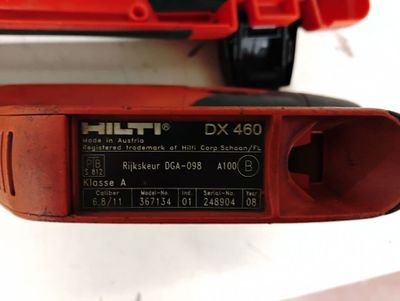 HILTI® DX 460
Made in Austria
Registered trademark of Hilti Corp. Schaan/FL
PTB S 812 Rijkskeur DGA-098 A100 B
Klasse A
Caliber Model-No. Ind Serial-No. Year
6.8/11 367134 01 248904 08